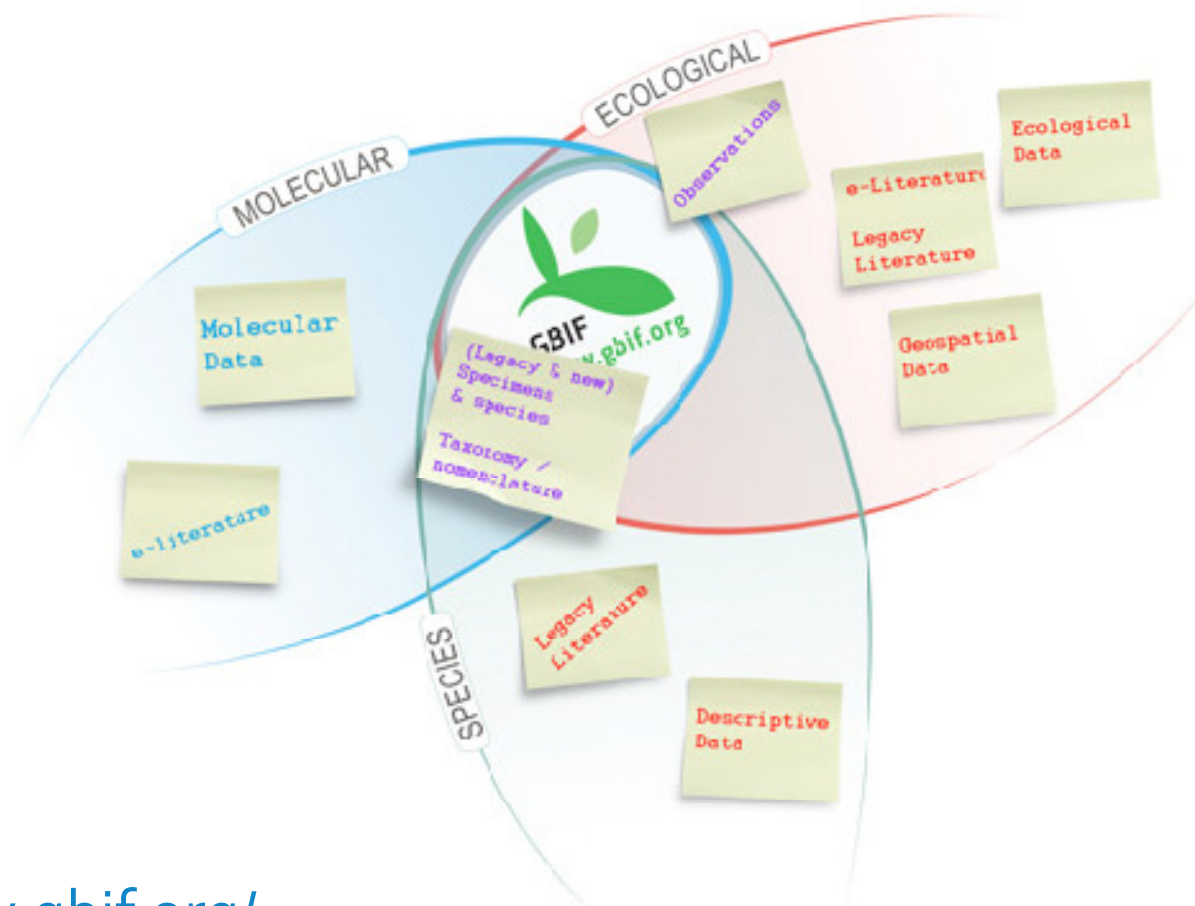 ECOLOGICAL
MOLECULAR
Observations
Ecological
Data
e-Literature
Legacy
Literature
Geospatial
Data
Molecular
Data
GBIF
.gbif.org
(Legacy & new)
Specimens
& species
Taxonomy /
nomenclature
e-literature
SPECIES
Legacy
Literature
Descriptive
Data
.gbif.org/